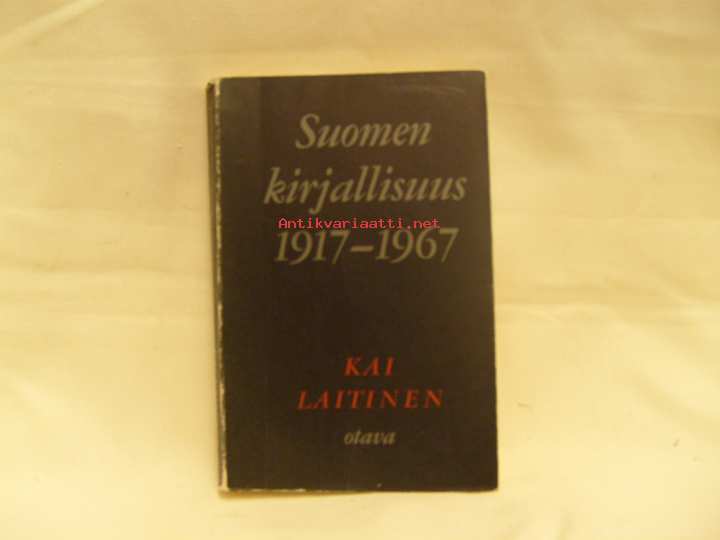 Suomen
kirjallisuus
Antikvariaatti.net
1917–1967
KAI
LAITINEN
otava